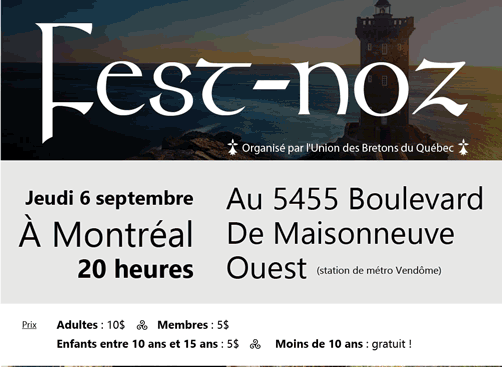 Fest-noz
Organisé par l'Union des Bretons du Québec
Jeudi 6 septembre
À Montréal
20 heures
Au 5455 Boulevard
De Maisonneuve
Ouest (station de métro Vendôme)
Prix Adultes : 10$ Membres : 5$
Enfants entre 10 ans et 15 ans : 5$ Moins de 10 ans : gratuit !